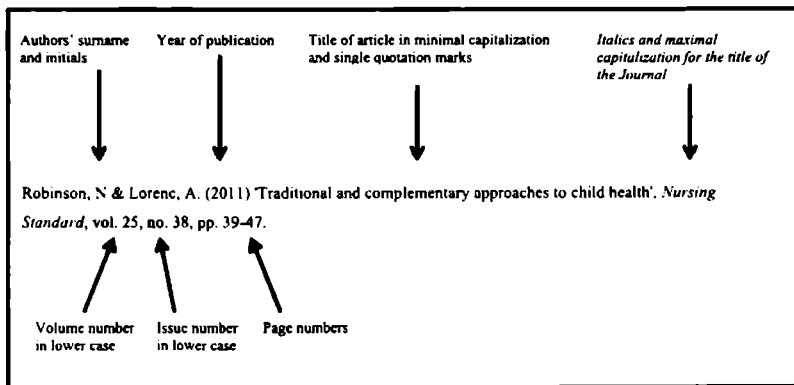 Authors' surname and initials
Year of publication
Title of article in minimal capitalization and single quotation marks
Italics and maximal capitalization for the title of the Journal
Robinson, N & Lorenc, A. (2011) 'Traditional and complementary approaches to child health', Nursing
Standard, vol. 25, no. 38, pp. 39–47.
Volume number in lower case
Issue number in lower case
Page numbers